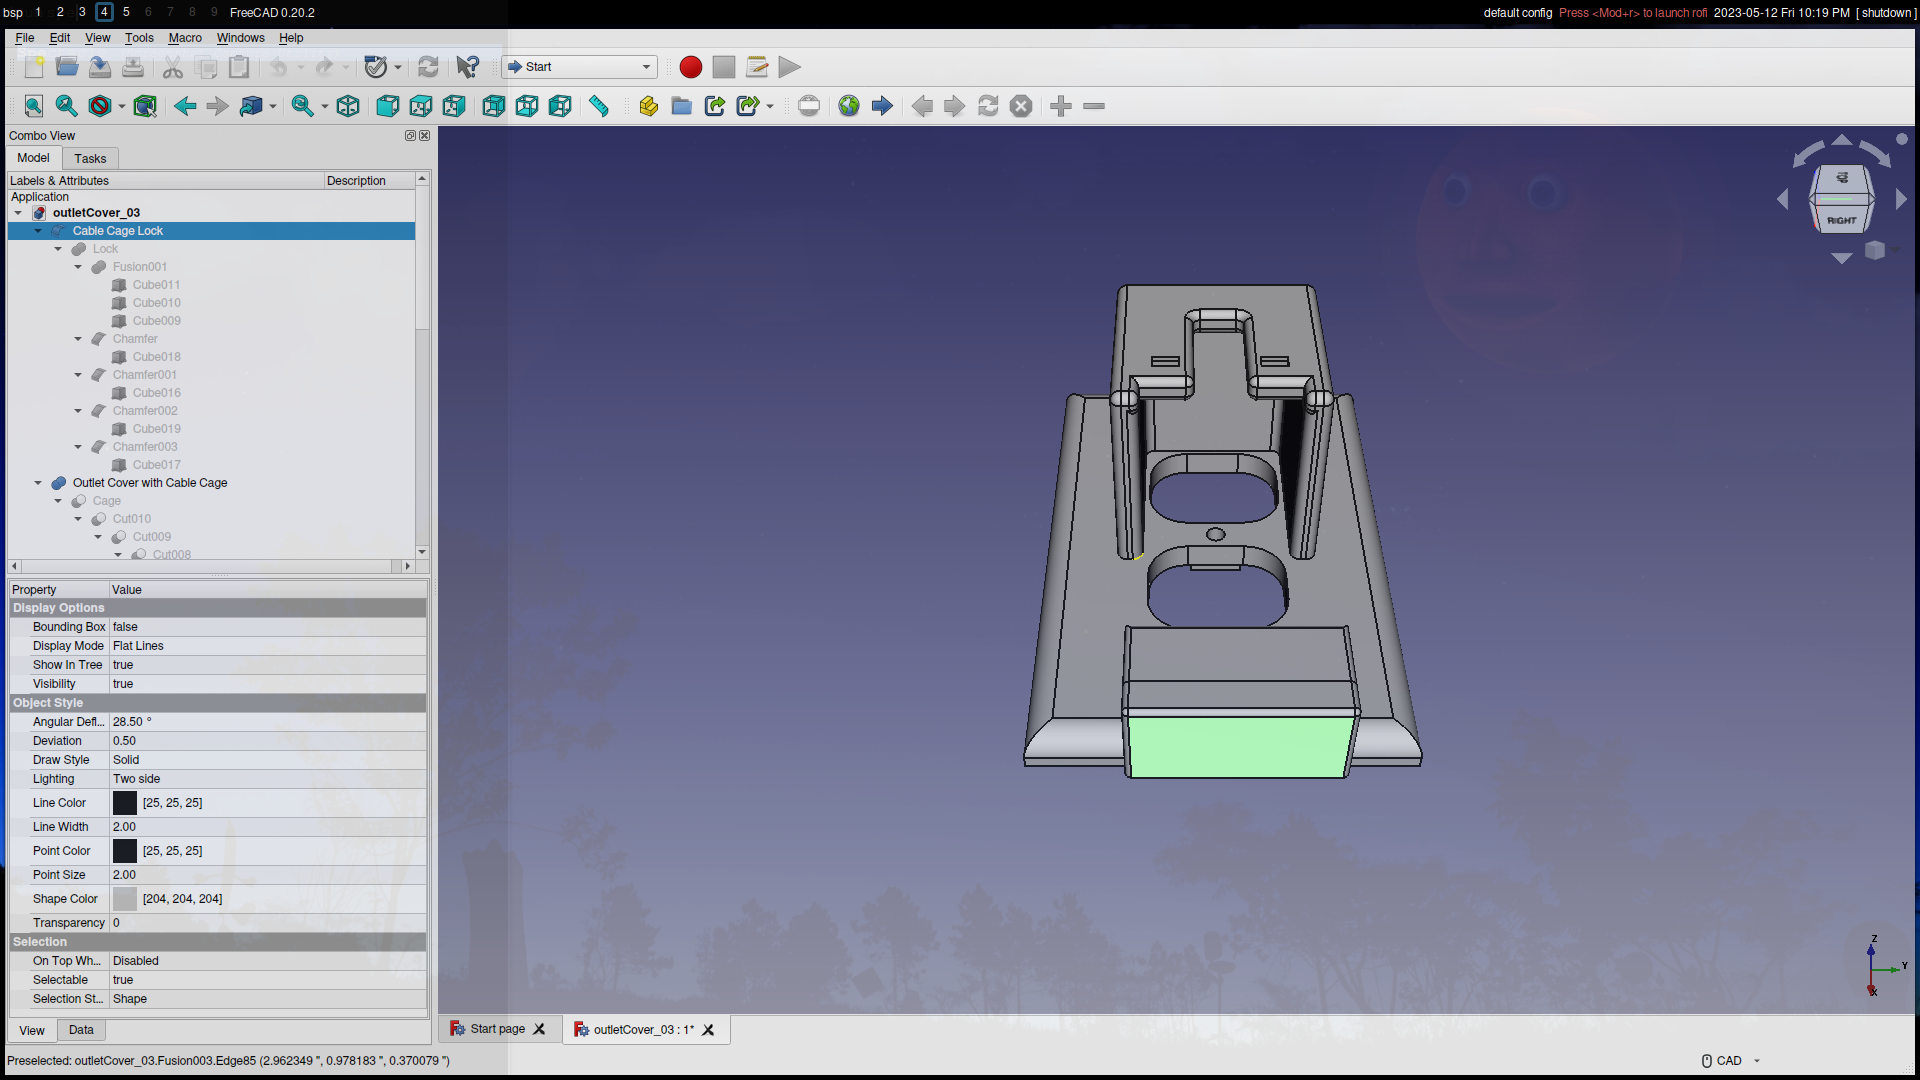 bsp 1 2 3 4 5 6 7 8 9 FreeCAD 0.20.2 default config Press <Mod+r> to launch rofi 2023-05-12 Fri 10:19 PM [ shutdown ]
File Edit View Tools Macro Windows Help
Start
Combo View
Model Tasks
Labels & Attributes Description
Application
outletCover_03
Cable Cage Lock
Lock
Fusion001
Cube011
Cube010
Cube009
Chamfer
Cube018
Chamfer001
Cube016
Chamfer002
Cube019
Chamfer003
Cube017
Outlet Cover with Cable Cage
Cage
Cut010
Cut009
Cut008
Property Value
Display Options
Bounding Box false
Display Mode Flat Lines
Show In Tree true
Visibility true
Object Style
Angular Defl... 28.50 °
Deviation 0.50
Draw Style Solid
Lighting Two side
Line Color [25, 25, 25]
Line Width 2.00
Point Color [25, 25, 25]
Point Size 2.00
Shape Color [204, 204, 204]
Transparency 0
Selection
On Top Wh... Disabled
Selectable true
Selection St... Shape
View Data
TOP
RIGHT
Z
Y
X
Start page outletCover_03 : 1*
Preselected: outletCover_03.Fusion003.Edge85 (2.962349 ", 0.978183 ", 0.370079 ") CAD